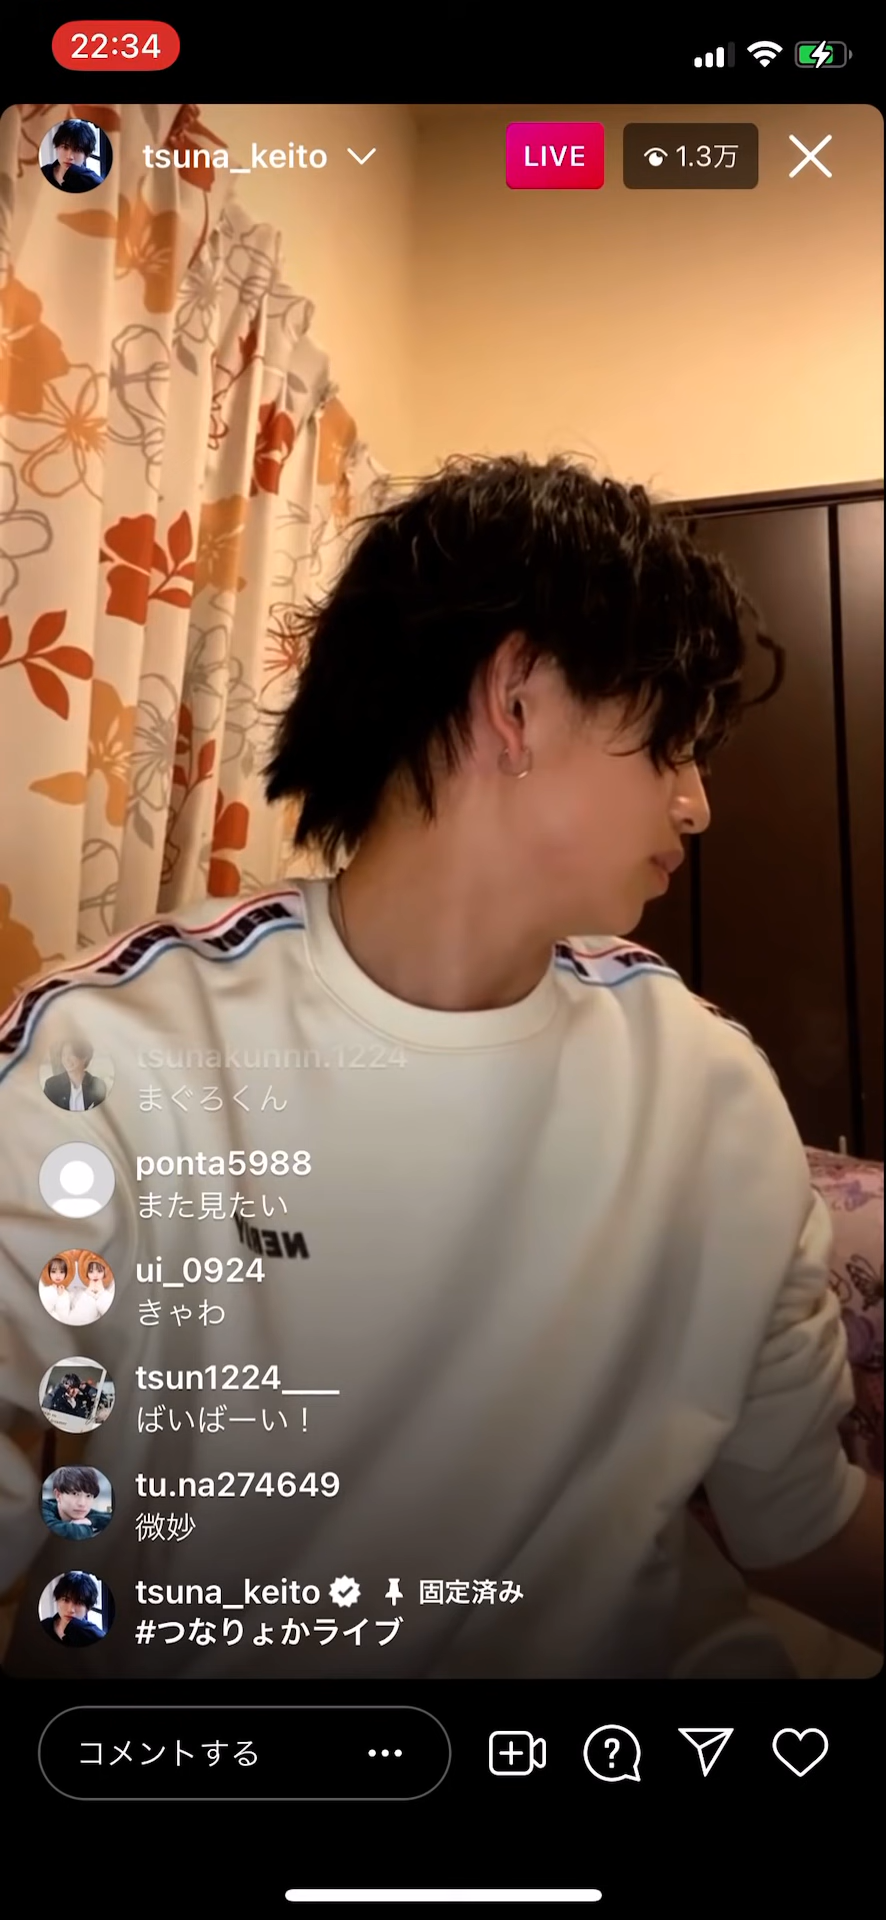 22:34
tsuna_keito
LIVE
1.3万
tsunakunnn.1224
まぐろくん
ponta5988
また見たい
ui_0924
きゃわ
tsun1224___
ばいばーい！
tu.na274649
微妙
tsuna_keito 固定済み
#つなりょかライブ
コメントする